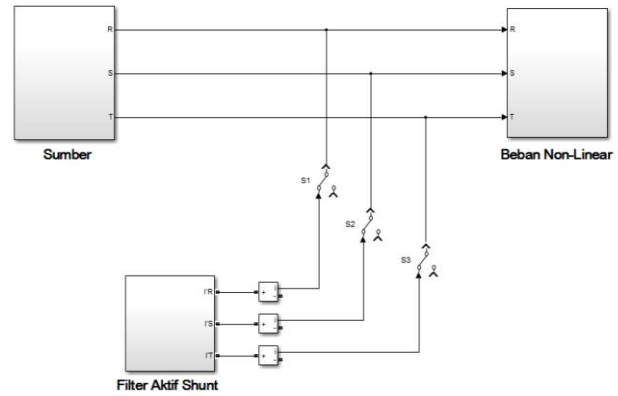 R
R
S
S
T
T
Sumber
Beban Non-Linear
S1
S2
S3
I'R
+
i
-
I'S
+
i
-
I'T
+
i
-
Filter Aktif Shunt